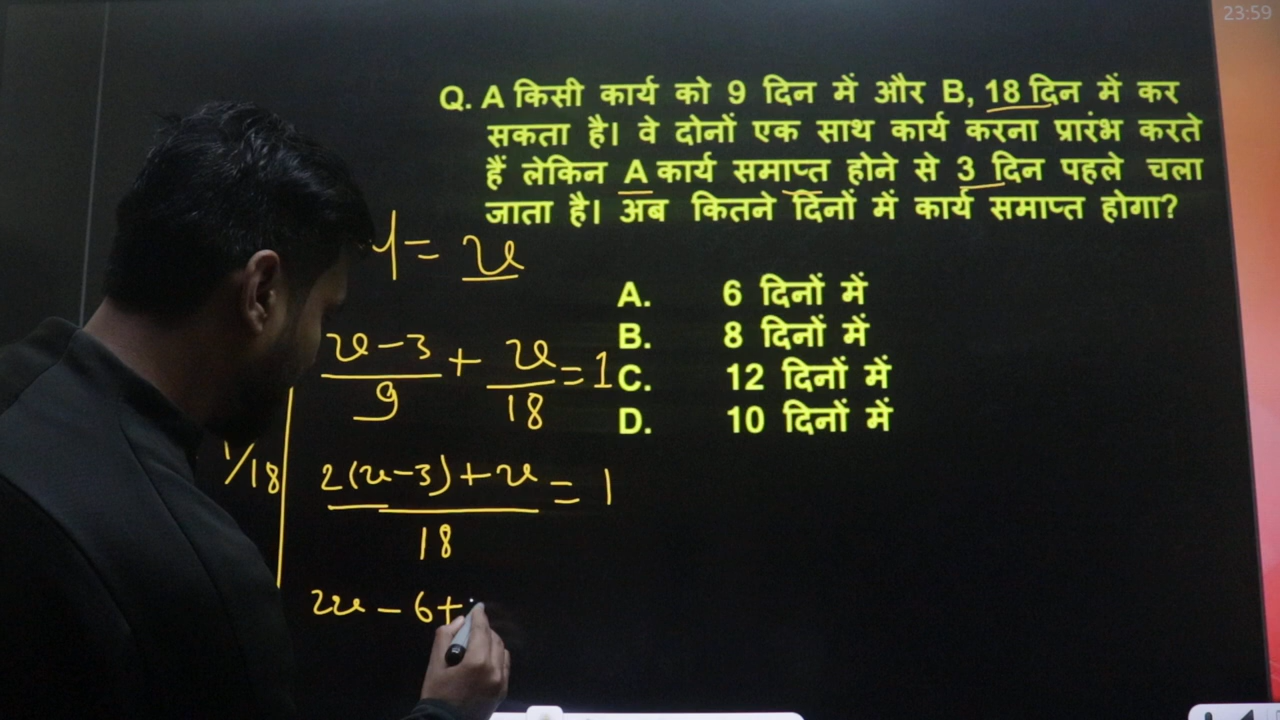 23:59
Q. A किसी कार्य को 9 दिन में और B, 18 दिन में कर
सकता है। वे दोनों एक साथ कार्य करना प्रारंभ करते
हैं लेकिन A कार्य समाप्त होने से 3 दिन पहले चला
जाता है। अब कितने दिनों में कार्य समाप्त होगा?
A. 6 दिनों में
B. 8 दिनों में
C. 12 दिनों में
D. 10 दिनों में
= x
x-3/9 + x/18 = 1
1/18
2(x-3)+x/18 = 1
2x - 6 +